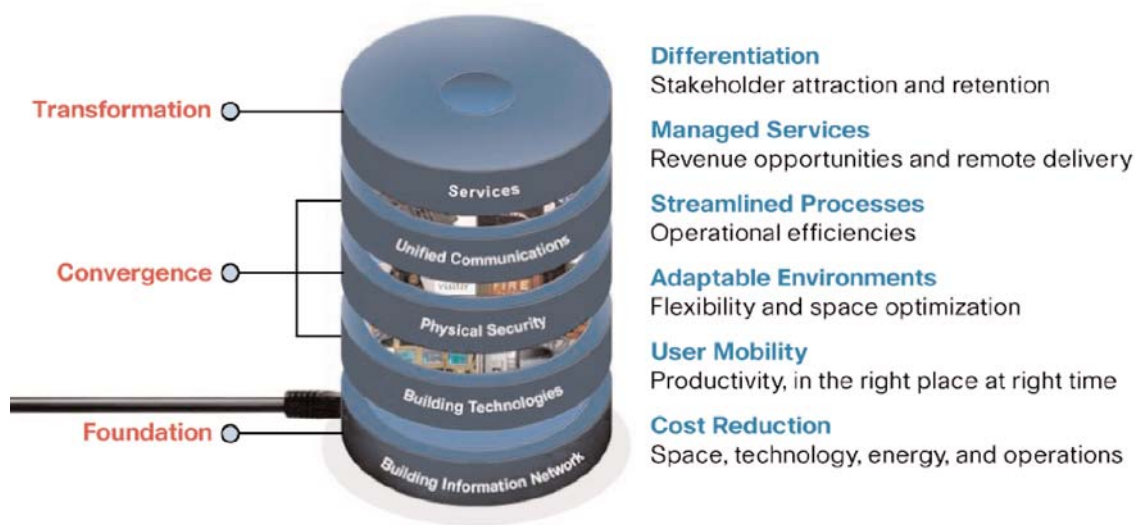 Transformation
Convergence
Foundation
Services
Unified Communications
Physical Security
Building Technologies
Building Information Network
Differentiation
Stakeholder attraction and retention
Managed Services
Revenue opportunities and remote delivery
Streamlined Processes
Operational efficiencies
Adaptable Environments
Flexibility and space optimization
User Mobility
Productivity, in the right place at right time
Cost Reduction
Space, technology, energy, and operations
FIRE